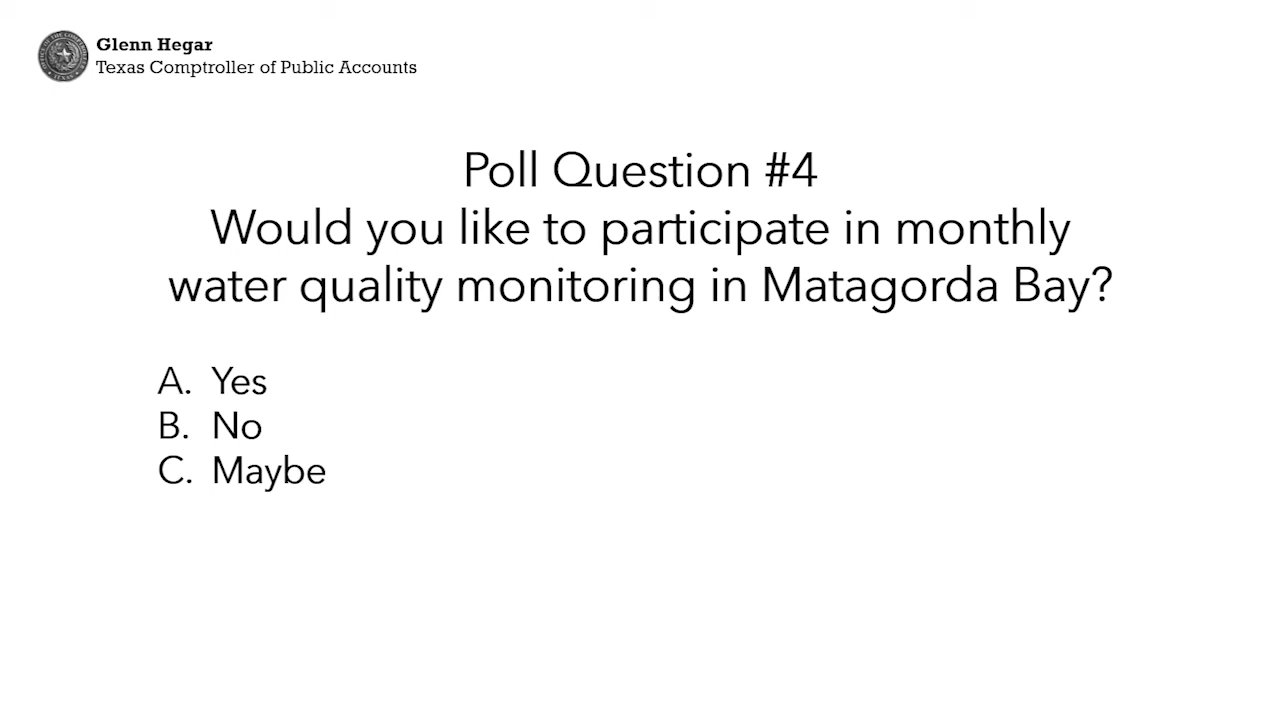 Glenn Hegar
Texas Comptroller of Public Accounts
Poll Question #4
Would you like to participate in monthly
water quality monitoring in Matagorda Bay?
A. Yes
B. No
C. Maybe